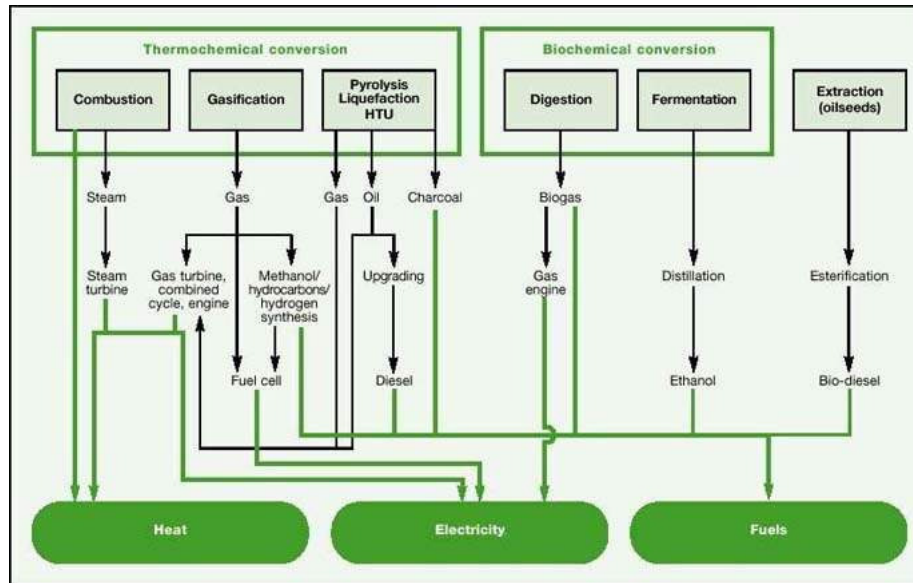 Thermochemical conversion
Biochemical conversion
Combustion
Gasification
Pyrolysis
Liquefaction
HTU
Digestion
Fermentation
Extraction
(oilseeds)
Steam
Gas
Gas
Oil
Charcoal
Biogas
Steam
turbine
Gas turbine,
combined
cycle, engine
Methanol/
hydrocarbons/
hydrogen
synthesis
Upgrading
Gas
engine
Distillation
Esterification
Fuel cell
Diesel
Ethanol
Bio-diesel
Heat
Electricity
Fuels